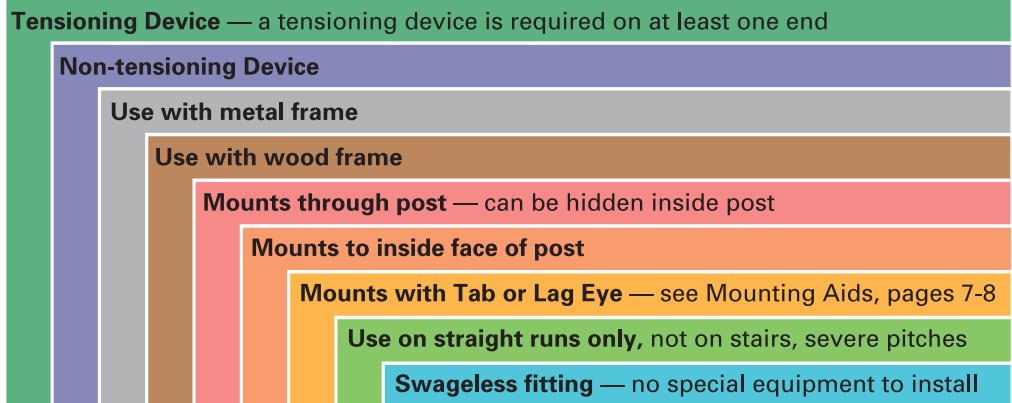 Tensioning Device — a tensioning device is required on at least one end
Non-tensioning Device
Use with metal frame
Use with wood frame
Mounts through post — can be hidden inside post
Mounts to inside face of post
Mounts with Tab or Lag Eye — see Mounting Aids, pages 7-8
Use on straight runs only, not on stairs, severe pitches
Swageless fitting — no special equipment to install